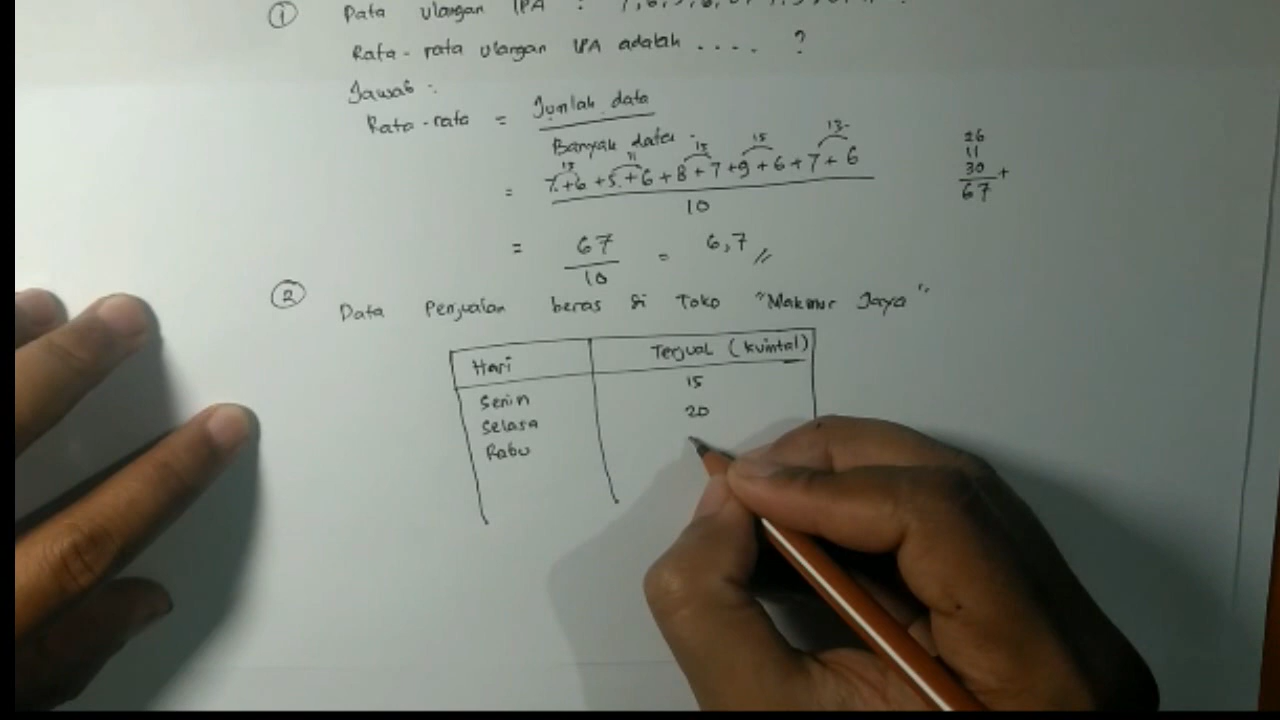 ① Data ulangan IPA :
Rata-rata ulangan IPA adalah .... ?
Jawab :
Rata-rata = Jumlah data
Banyak data
13 11 15 15 13
= 7+6+5+6+8+7+9+6+7+6
10
26
11
30 +
67
= 67 = 6,7 //
10
② Data Penjualan beras di Toko "Makmur Jaya"
Hari Terjual (kuintal)
Senin 15
Selasa 20
Rabu